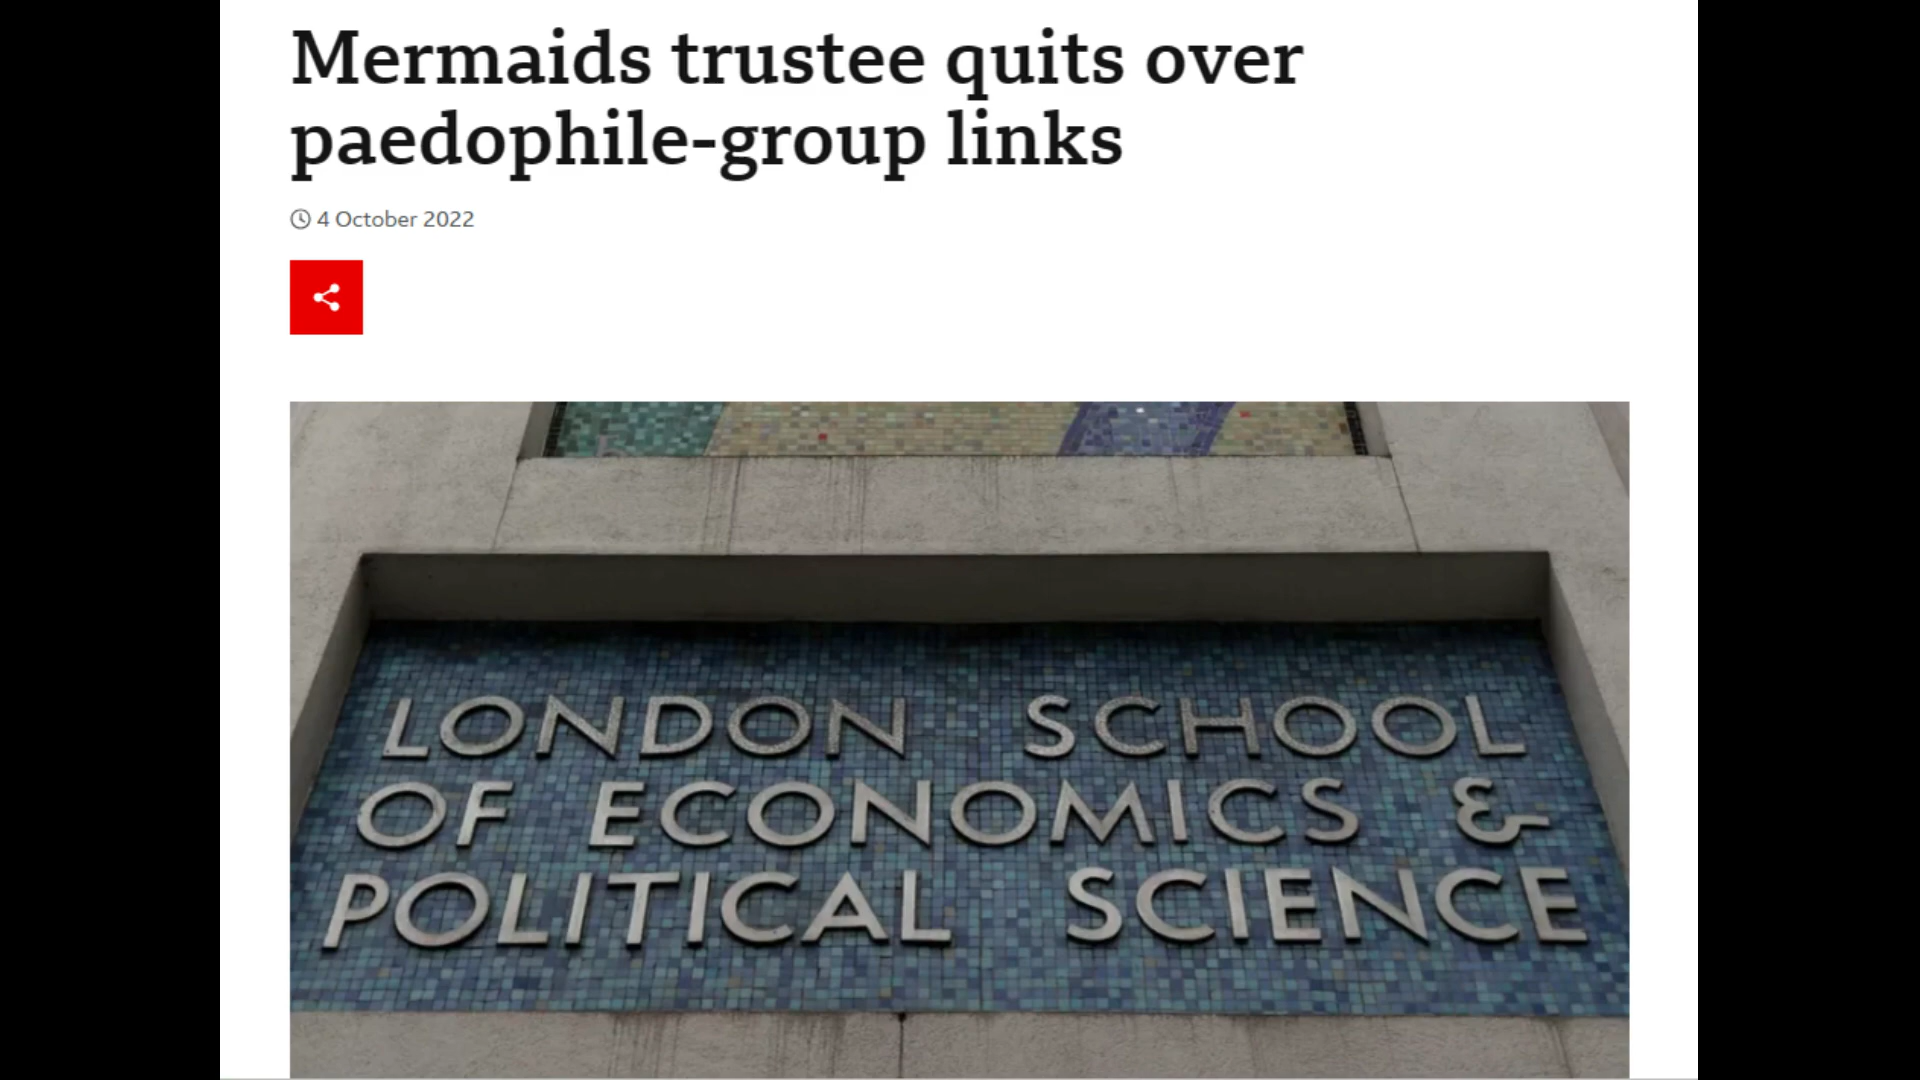 Mermaids trustee quits over
paedophile-group links
4 October 2022
LONDON SCHOOL
OF ECONOMICS &
POLITICAL SCIENCE